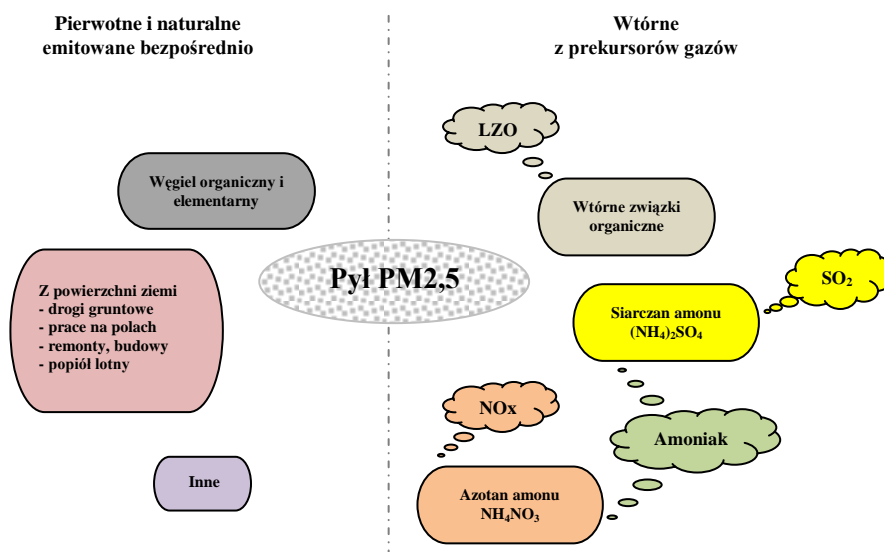 Pierwotne i naturalne
emitowane bezpośrednio
Wtórne
z prekursorów gazów
LZO
Węgiel organiczny i
elementarny
Wtórne związki
organiczne
Pył PM2,5
Z powierzchni ziemi
- drogi gruntowe
- prace na polach
- remonty, budowy
- popiół lotny
SO₂
Siarczan amonu
(NH₄)₂SO₄
NOx
Amoniak
Inne
Azotan amonu
NH₄NO₃